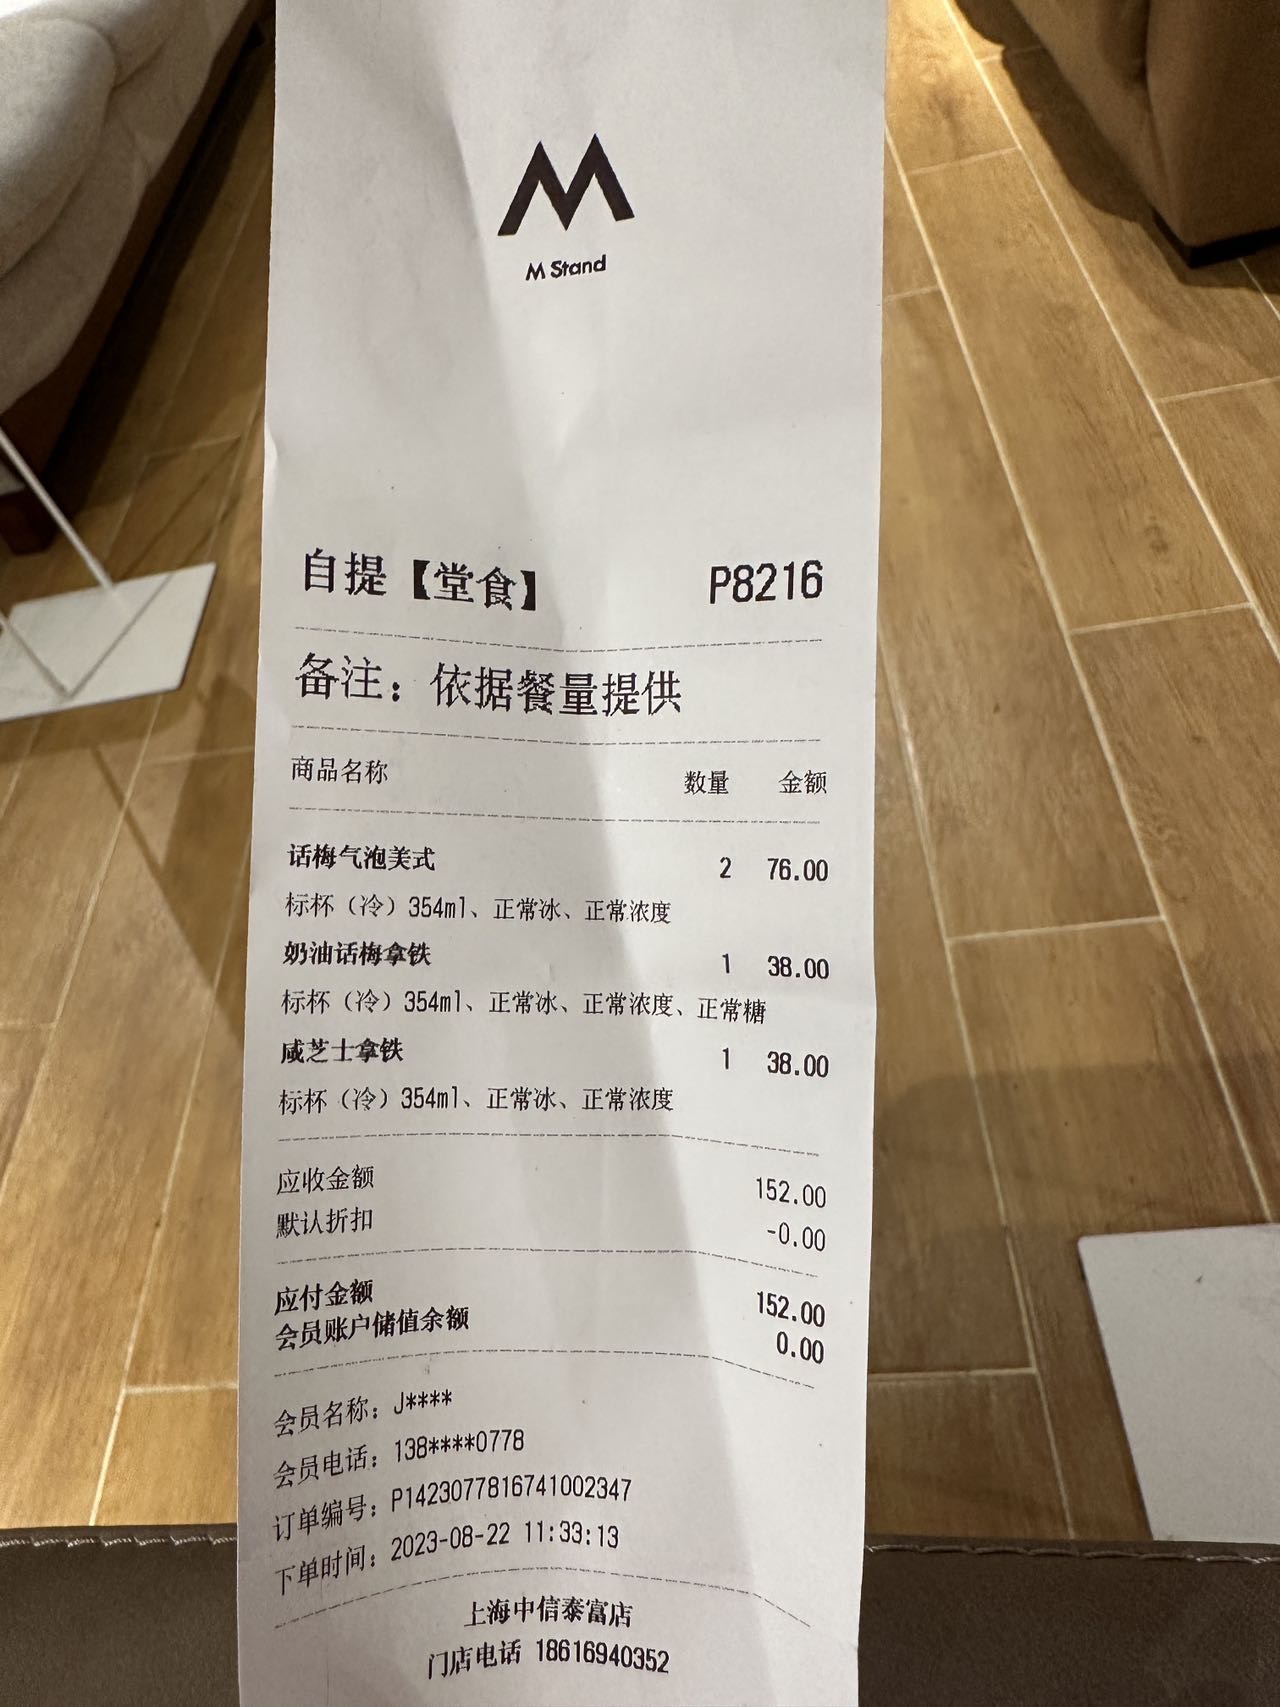 M Stand
自提【堂食】 P8216
备注：依据餐量提供
商品名称 数量 金额
话梅气泡美式 2 76.00
标杯（冷）354ml、正常冰、正常浓度
奶油话梅拿铁 1 38.00
标杯（冷）354ml、正常冰、正常浓度、正常糖
咸芝士拿铁 1 38.00
标杯（冷）354ml、正常冰、正常浓度
应收金额 152.00
默认折扣 -0.00
应付金额 152.00
会员账户储值余额 0.00
会员名称：J****
会员电话：138****0778
订单编号：P1423077816741002347
下单时间：2023-08-22 11:33:13
上海中信泰富店
门店电话 18616940352